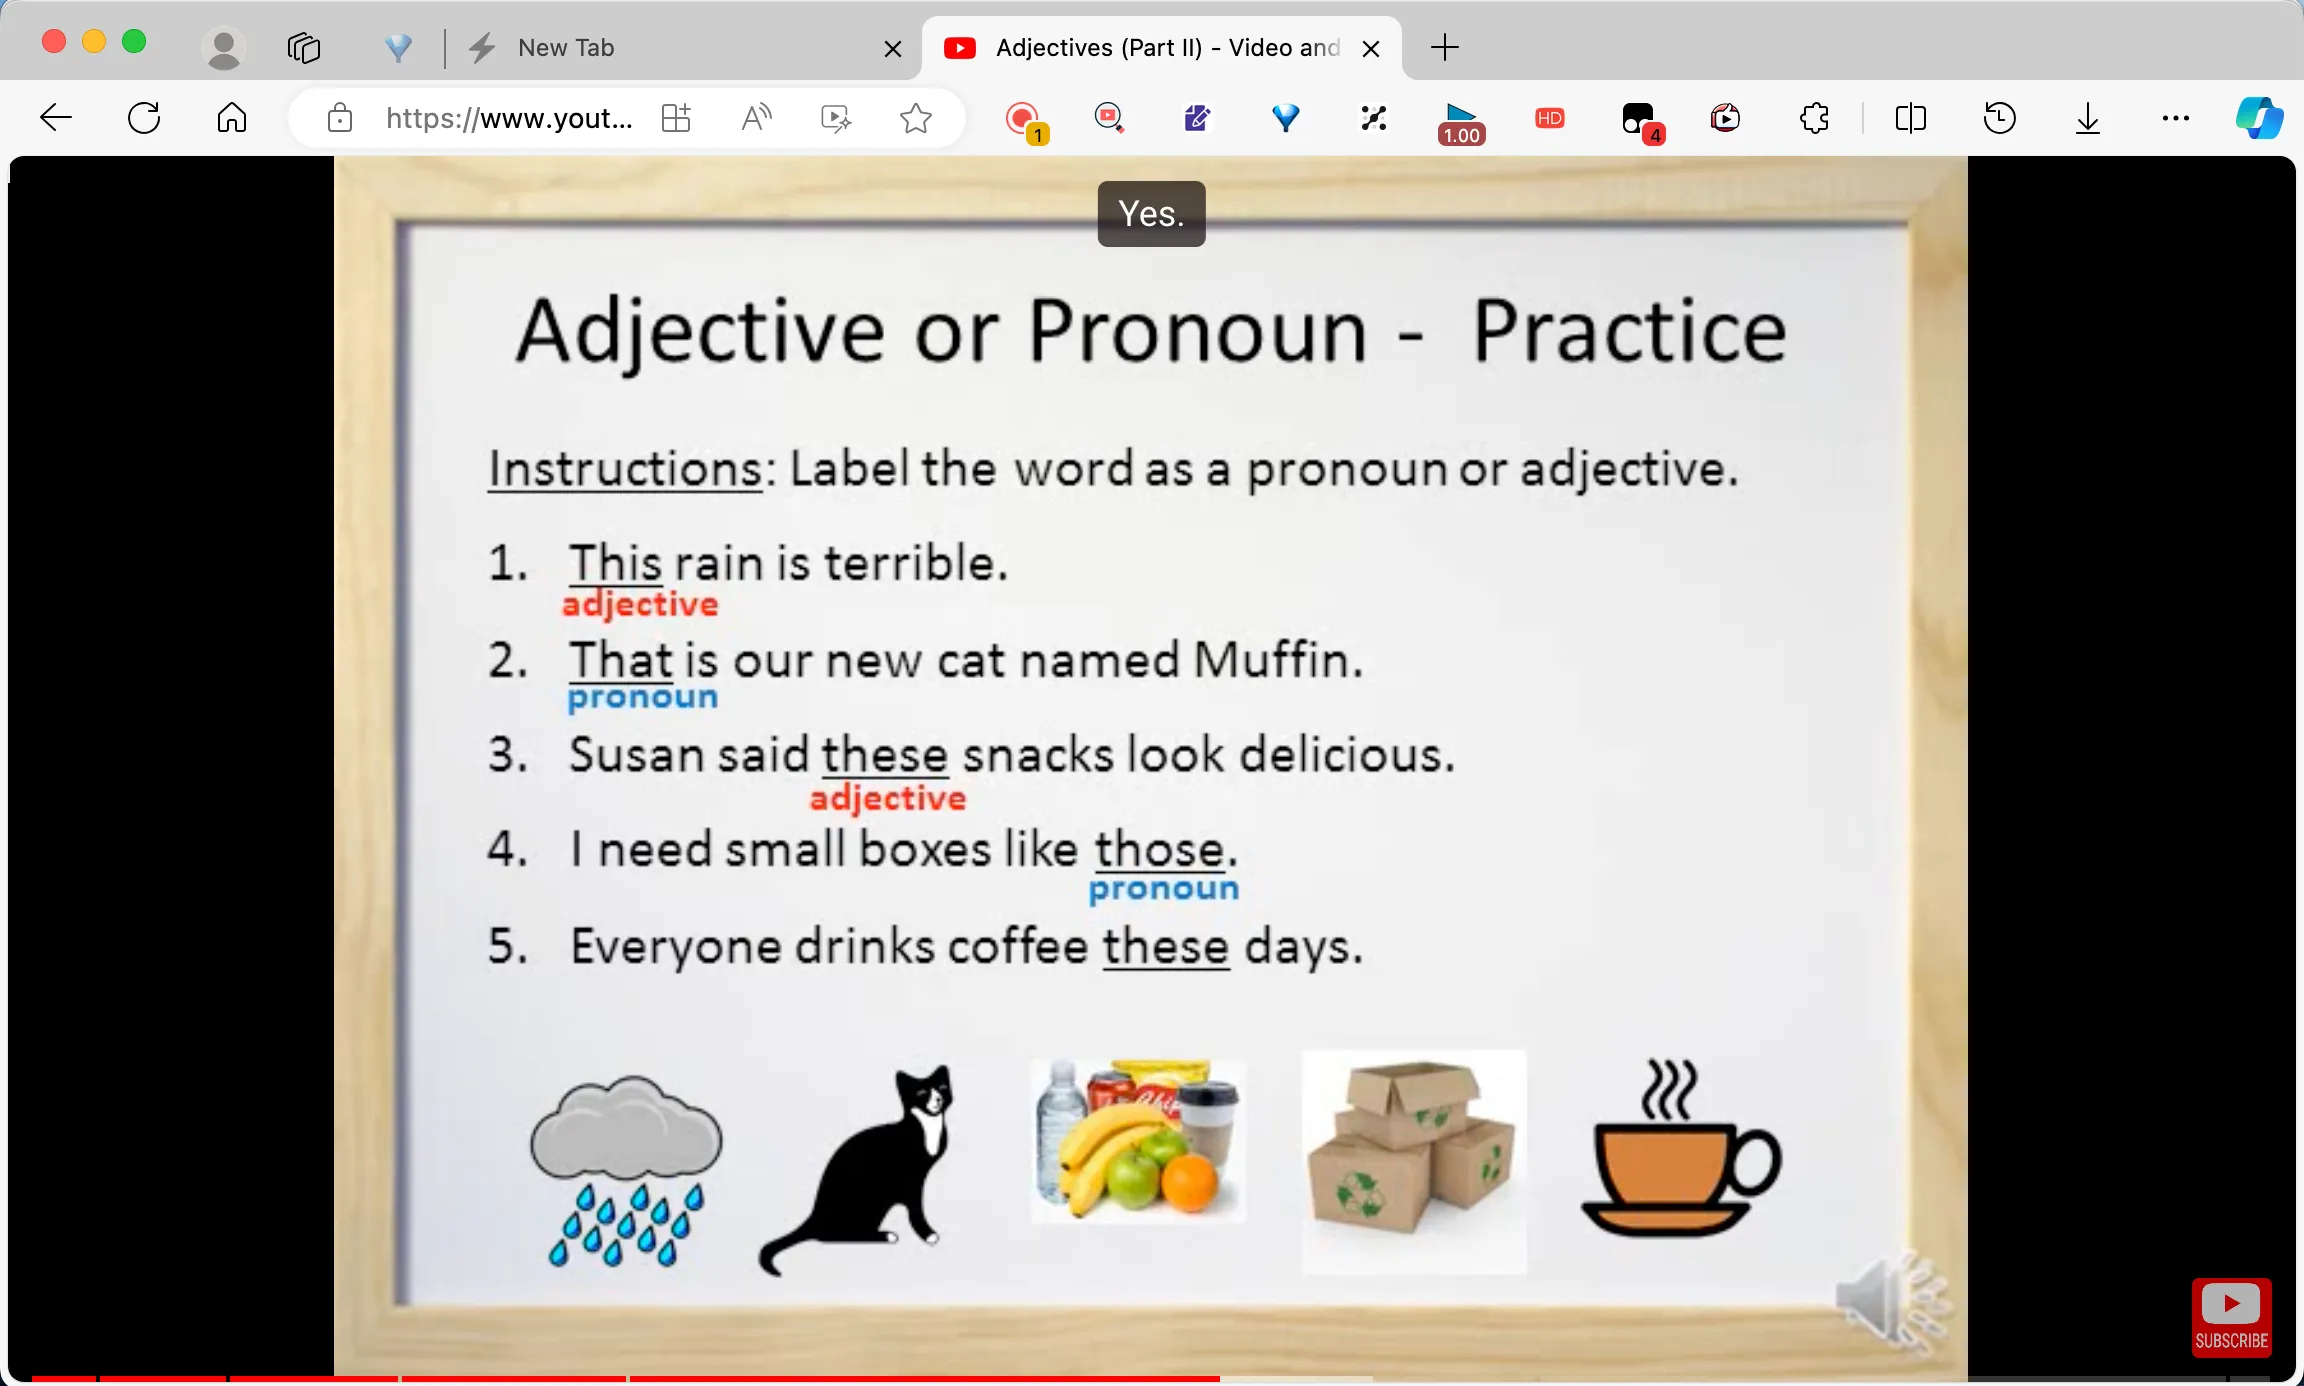 New Tab
Adjectives (Part II) - Video and
https://www.yout...
1
1.00
HD
4
Yes.
Adjective or Pronoun - Practice
Instructions: Label the word as a pronoun or adjective.
1. This rain is terrible.
adjective
2. That is our new cat named Muffin.
pronoun
3. Susan said these snacks look delicious.
adjective
4. I need small boxes like those.
pronoun
5. Everyone drinks coffee these days.
SUBSCRIBE